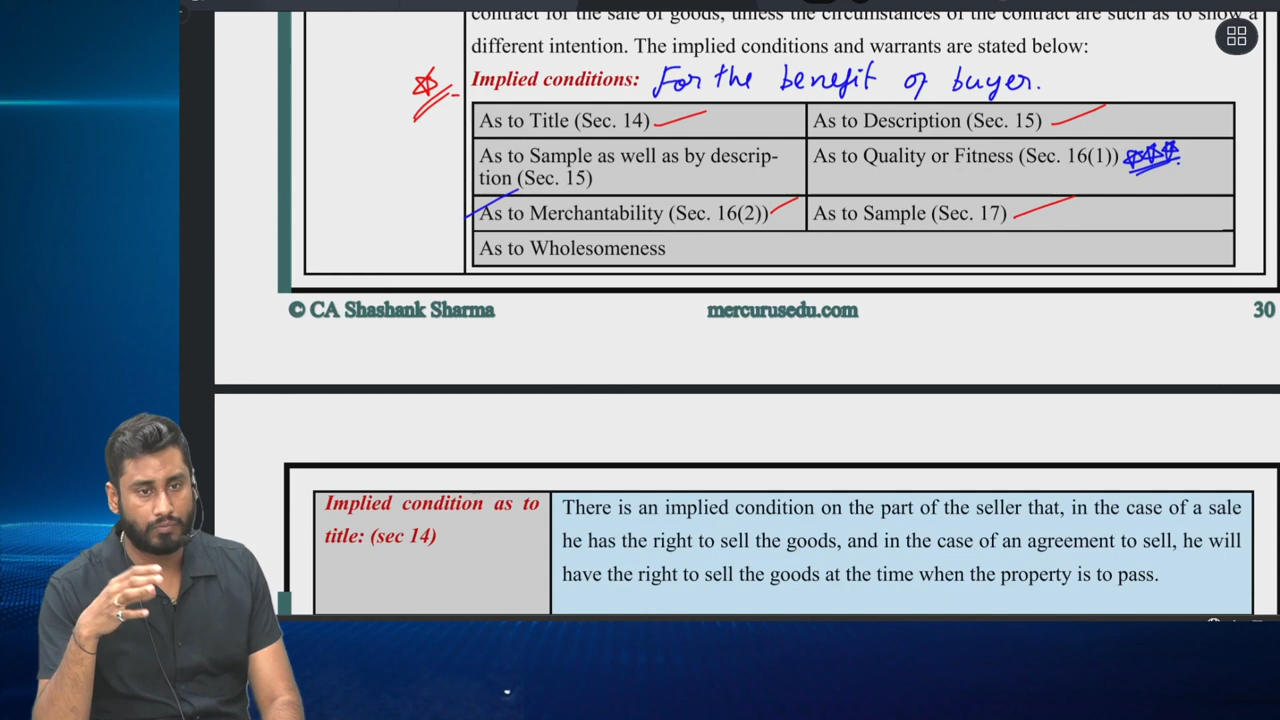 contract for the sale of goods, unless the circumstances of the contract are such as to show a
different intention. The implied conditions and warrants are stated below:
Implied conditions: For the benefit of buyer.
As to Title (Sec. 14)
As to Description (Sec. 15)
As to Sample as well as by descrip-
tion (Sec. 15)
As to Quality or Fitness (Sec. 16(1))
As to Merchantability (Sec. 16(2))
As to Sample (Sec. 17)
As to Wholesomeness
© CA Shashank Sharma
mercurusedu.com
30
Implied condition as to
title: (sec 14)
There is an implied condition on the part of the seller that, in the case of a sale
he has the right to sell the goods, and in the case of an agreement to sell, he will
have the right to sell the goods at the time when the property is to pass.